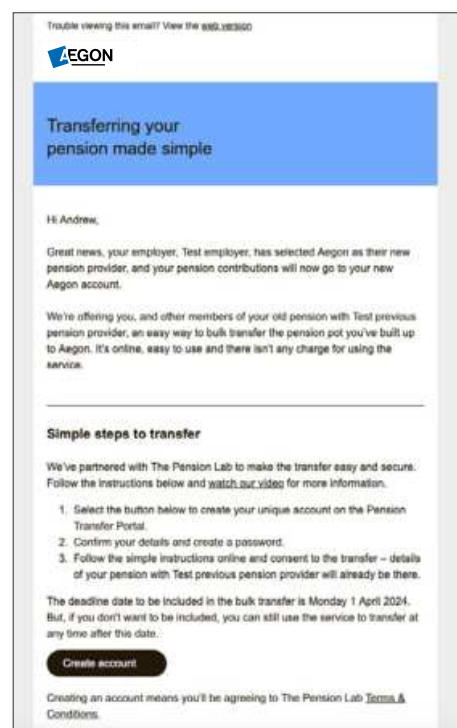 Trouble viewing this email? View the web version
AEGON
Transferring your
pension made simple
Hi Andrew,
Great news, your employer, Test employer, has selected Aegon as their new
pension provider, and your pension contributions will now go to your new
Aegon account.
We're offering you, and other members of your old pension with Test previous
pension provider, an easy way to bulk transfer the pension pot you've built up
to Aegon. It's online, easy to use and there isn't any charge for using the
service.
Simple steps to transfer
We've partnered with The Pension Lab to make the transfer easy and secure.
Follow the instructions below and watch our video for more information.
1. Select the button below to create your unique account on the Pension
Transfer Portal.
2. Confirm your details and create a password.
3. Follow the simple instructions online and consent to the transfer – details
of your pension with Test previous pension provider will already be there.
The deadline date to be included in the bulk transfer is Monday 1 April 2024.
But, if you don't want to be included, you can still use the service to transfer at
any time after this date.
Create account
Creating an account means you'll be agreeing to The Pension Lab Terms &
Conditions.